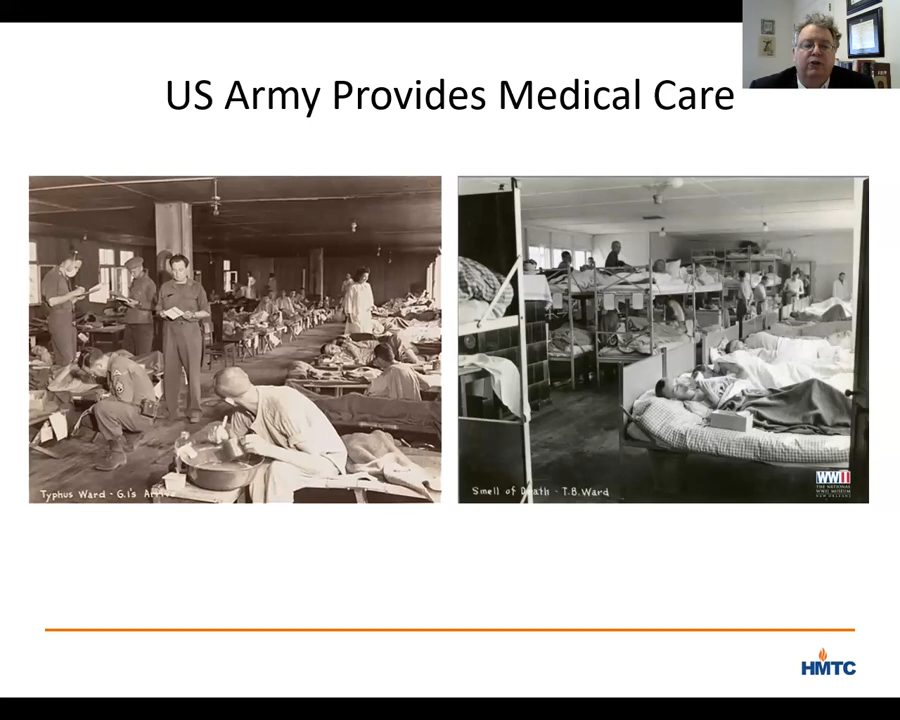 US Army Provides Medical Care
Typhus Ward - G.I's Arrive
Smell of Death - T.B. Ward
WWII
THE NATIONAL
WWII MUSEUM
NEW ORLEANS
HMTC